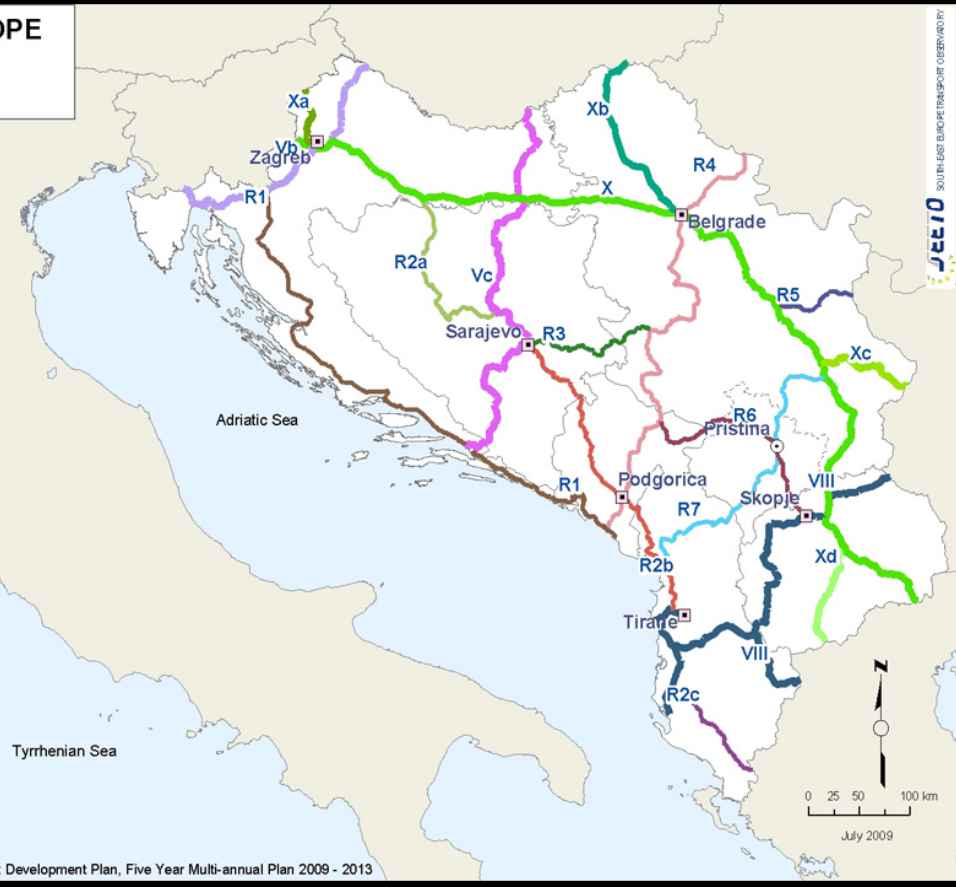 OPE
SOUTH-EAST EUROPE TRANSPORT OBSERVATORY
SEETO
Xa
Xb
Vb
Zagreb
R4
X
R1
Belgrade
R2a
Vc
R5
Sarajevo
R3
Xc
Adriatic Sea
R6
Pristina
Podgorica
VIII
R1
Skopje
R7
Xd
R2b
Tirane
VIII
N
R2c
Tyrrhenian Sea
0 25 50 100 km
July 2009
Development Plan, Five Year Multi-annual Plan 2009 - 2013